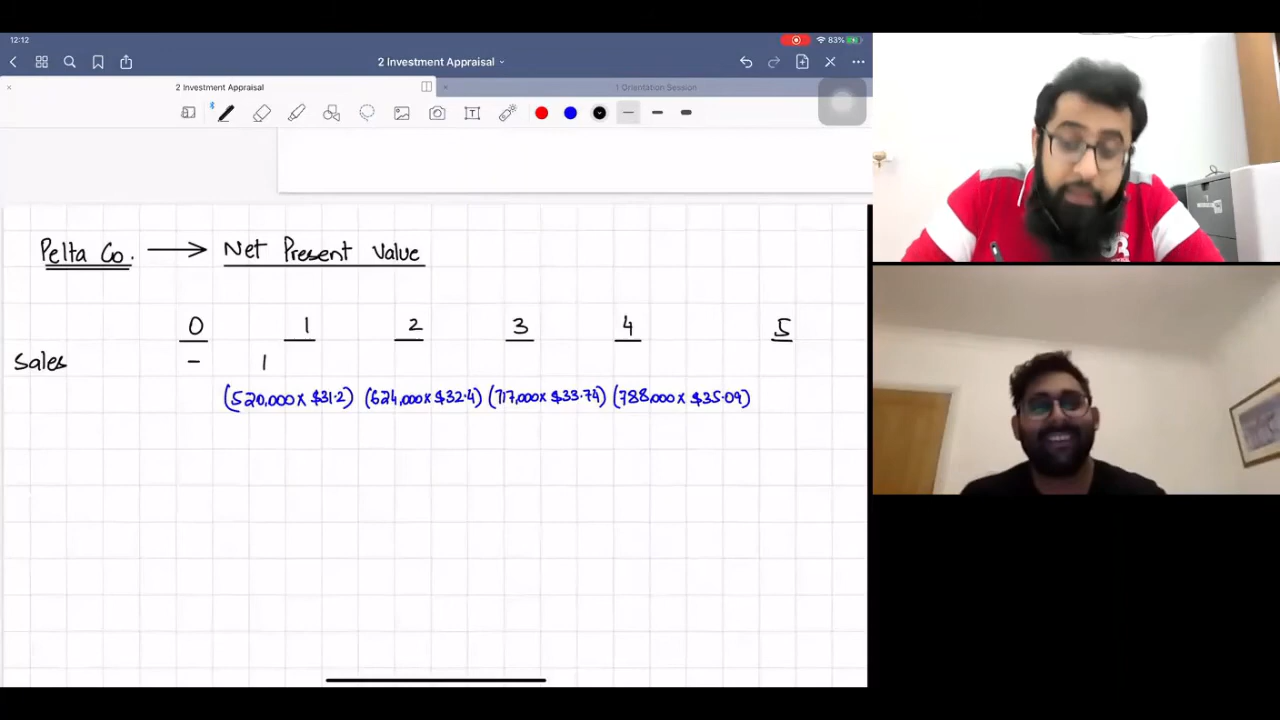 12:12
83%
2 Investment Appraisal
2 Investment Appraisal
1 Orientation Session
T
Pelta Co. → Net Present Value
0 1 2 3 4 5
Sales - 1
(520,000 x $31.2) (624,000 x $32.4) (717,000 x $33.74) (788,000 x $35.09)